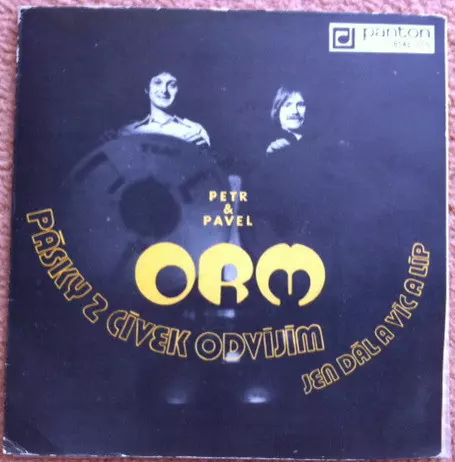 panton
PETR
&
PAVEL
ORM
PÁSKY Z CÍVEK ODVÍJÍM
JEN DÁL A VÍC A LÍP